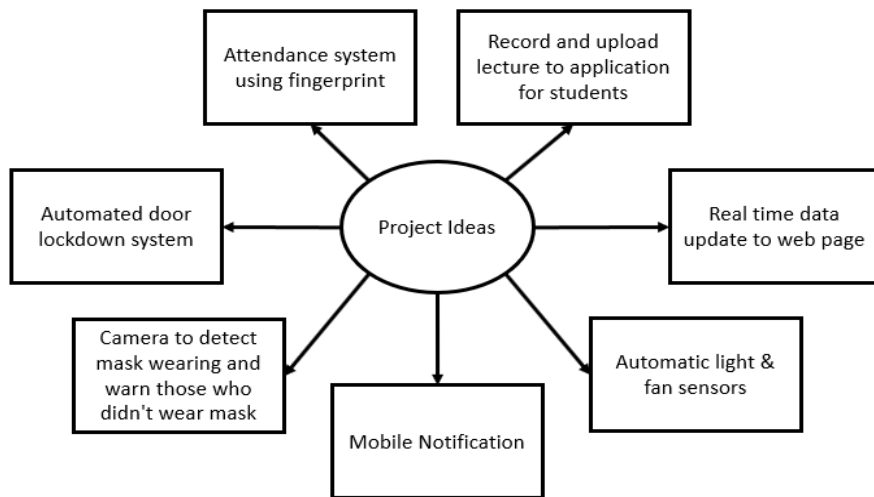 Attendance system
using fingerprint
Record and upload
lecture to application
for students
Automated door
lockdown system
Project Ideas
Real time data
update to web page
Camera to detect
mask wearing and
warn those who
didn't wear mask
Mobile Notification
Automatic light &
fan sensors